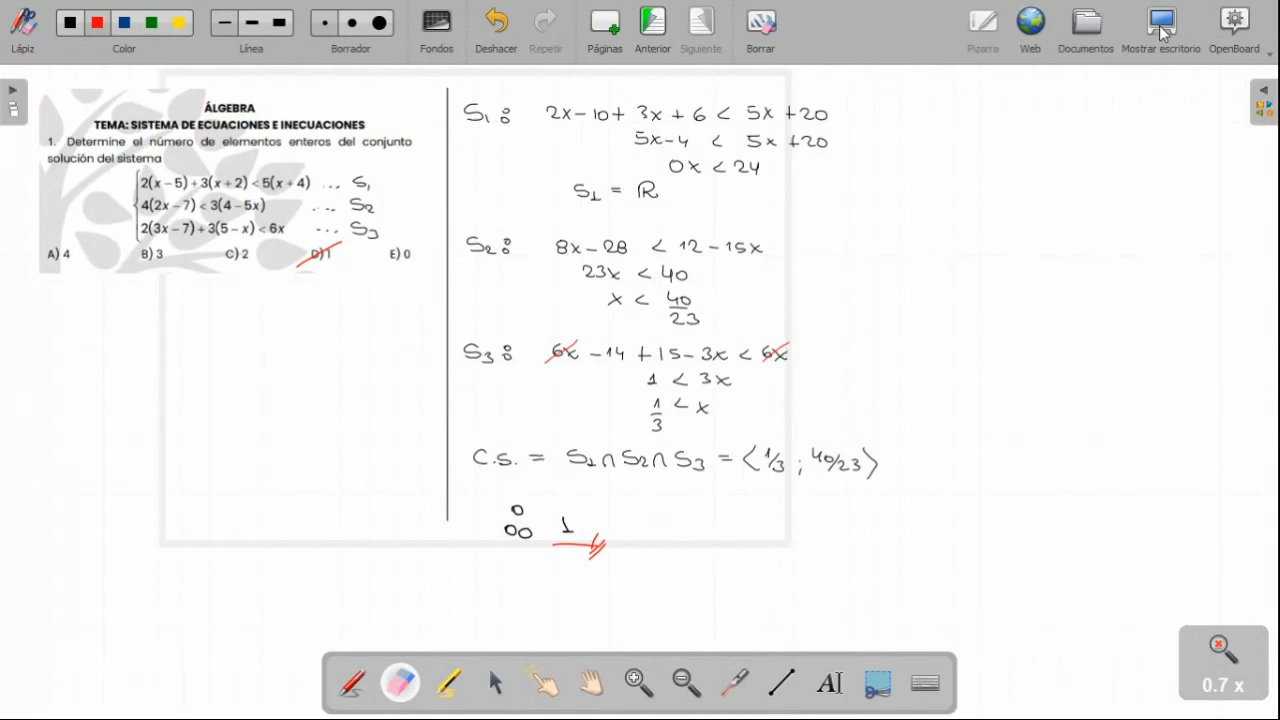 Lápiz Color Línea Borrador Fondos Deshacer Repetir Páginas Anterior Siguiente Borrar Pizarra Web Documentos Mostrar escritorio OpenBoard
ÁLGEBRA
TEMA: SISTEMA DE ECUACIONES E INECUACIONES
1. Determine el número de elementos enteros del conjunto
solución del sistema
2(x − 5) + 3(x + 2) < 5(x + 4) ... S₁
4(2x − 7) < 3(4 − 5x) ... S₂
2(3x − 7) + 3(5 − x) < 6x ... S₃
A) 4 B) 3 C) 2 D) 1 E) 0
S₁: 2x − 10 + 3x + 6 < 5x + 20
5x − 4 < 5x + 20
0x < 24
S₁ = ℝ
S₂: 8x − 28 < 12 − 15x
23x < 40
x < 40/23
S₃: 6x − 14 + 15 − 3x < 6x
1 < 3x
1/3 < x
C.S. = S₁ ∩ S₂ ∩ S₃ = ⟨1/3 ; 40/23⟩
∴ 1
0.7 x